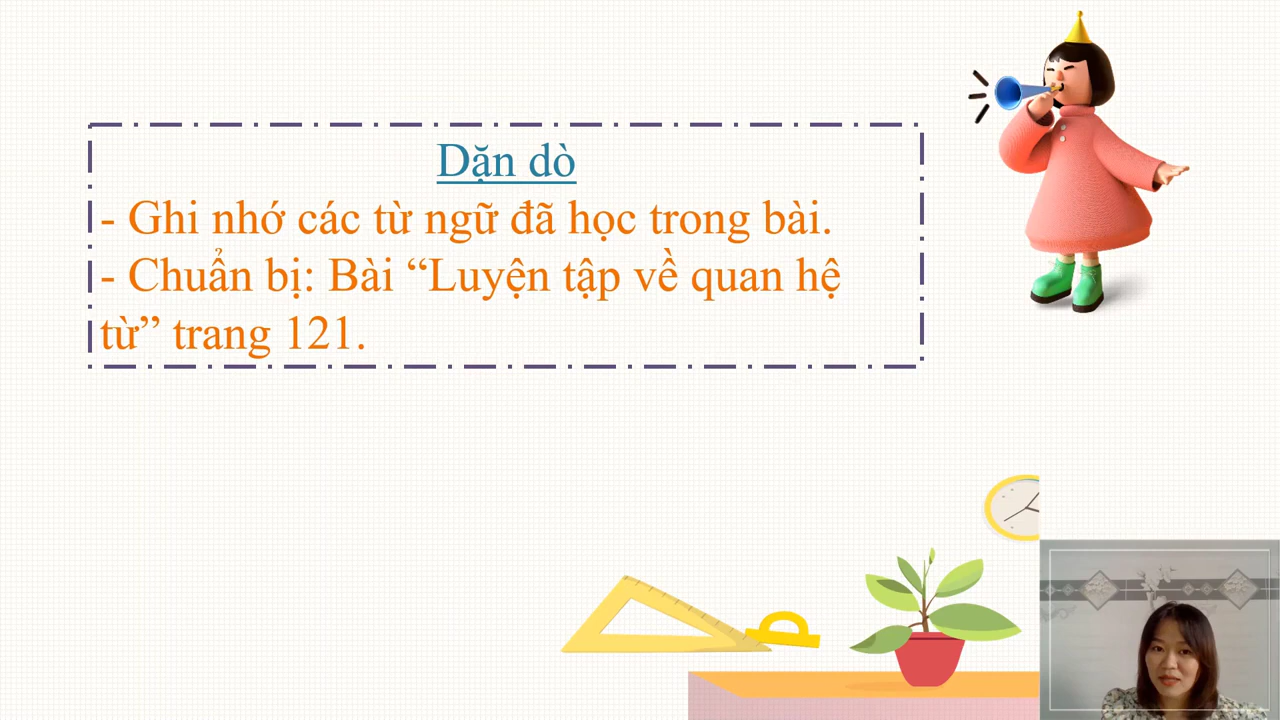 Dặn dò
- Ghi nhớ các từ ngữ đã học trong bài.
- Chuẩn bị: Bài “Luyện tập về quan hệ
từ” trang 121.